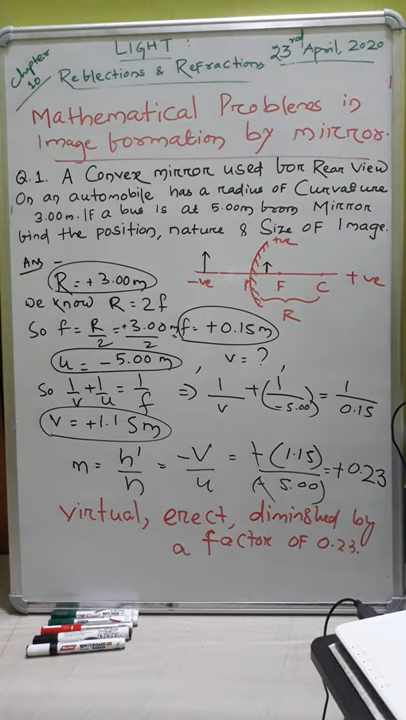 Chapter 10
LIGHT:
23rd April, 2020
Reflections & Refractions
Mathematical Problems in
Image formation by mirror.
Q.1. A Convex mirror used for Rear View
On an automobile has a radius of Curvature
3.00m. If a bus is at 5.00m from Mirror
find the position, nature & Size of Image.
Ans -
R = +3.00m
+ve
-ve P F C +ve
R
we know R = 2f
So f = R/2 = +3.00m/2 f = +0.15m
u = -5.00m, v = ?,
So 1/v + 1/u = 1/f ⇒ 1/v + (1/-5.00) = 1/0.15
V = +1.15m
m = h'/h = -V/u = +(1.15)/(+5.00) = +0.23
Virtual, erect, diminished by
a factor of 0.23.
WHITEBOARD